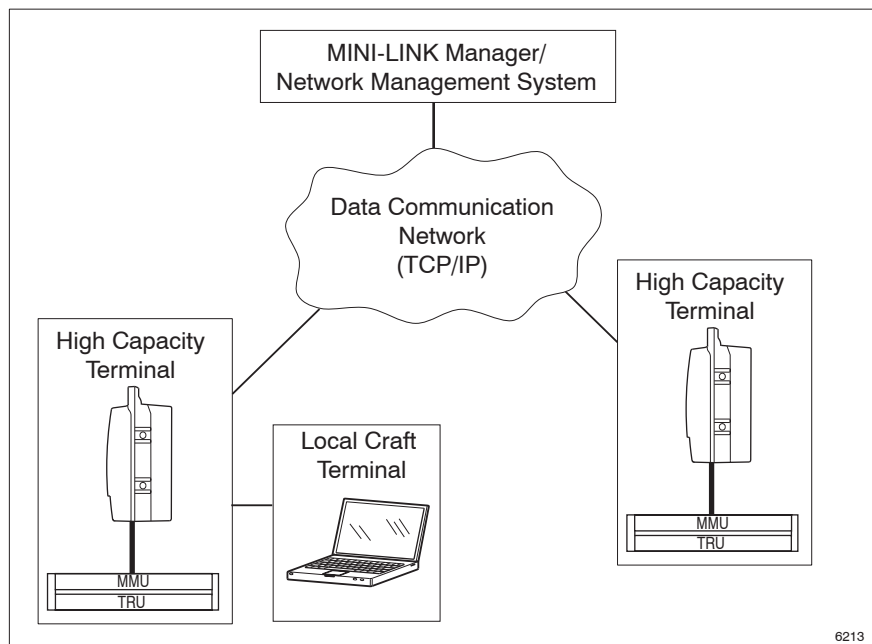 MINI-LINK Manager/
Network Management System
Data Communication
Network
(TCP/IP)
High Capacity
Terminal
MMU
TRU
High Capacity
Terminal
MMU
TRU
Local Craft
Terminal
6213